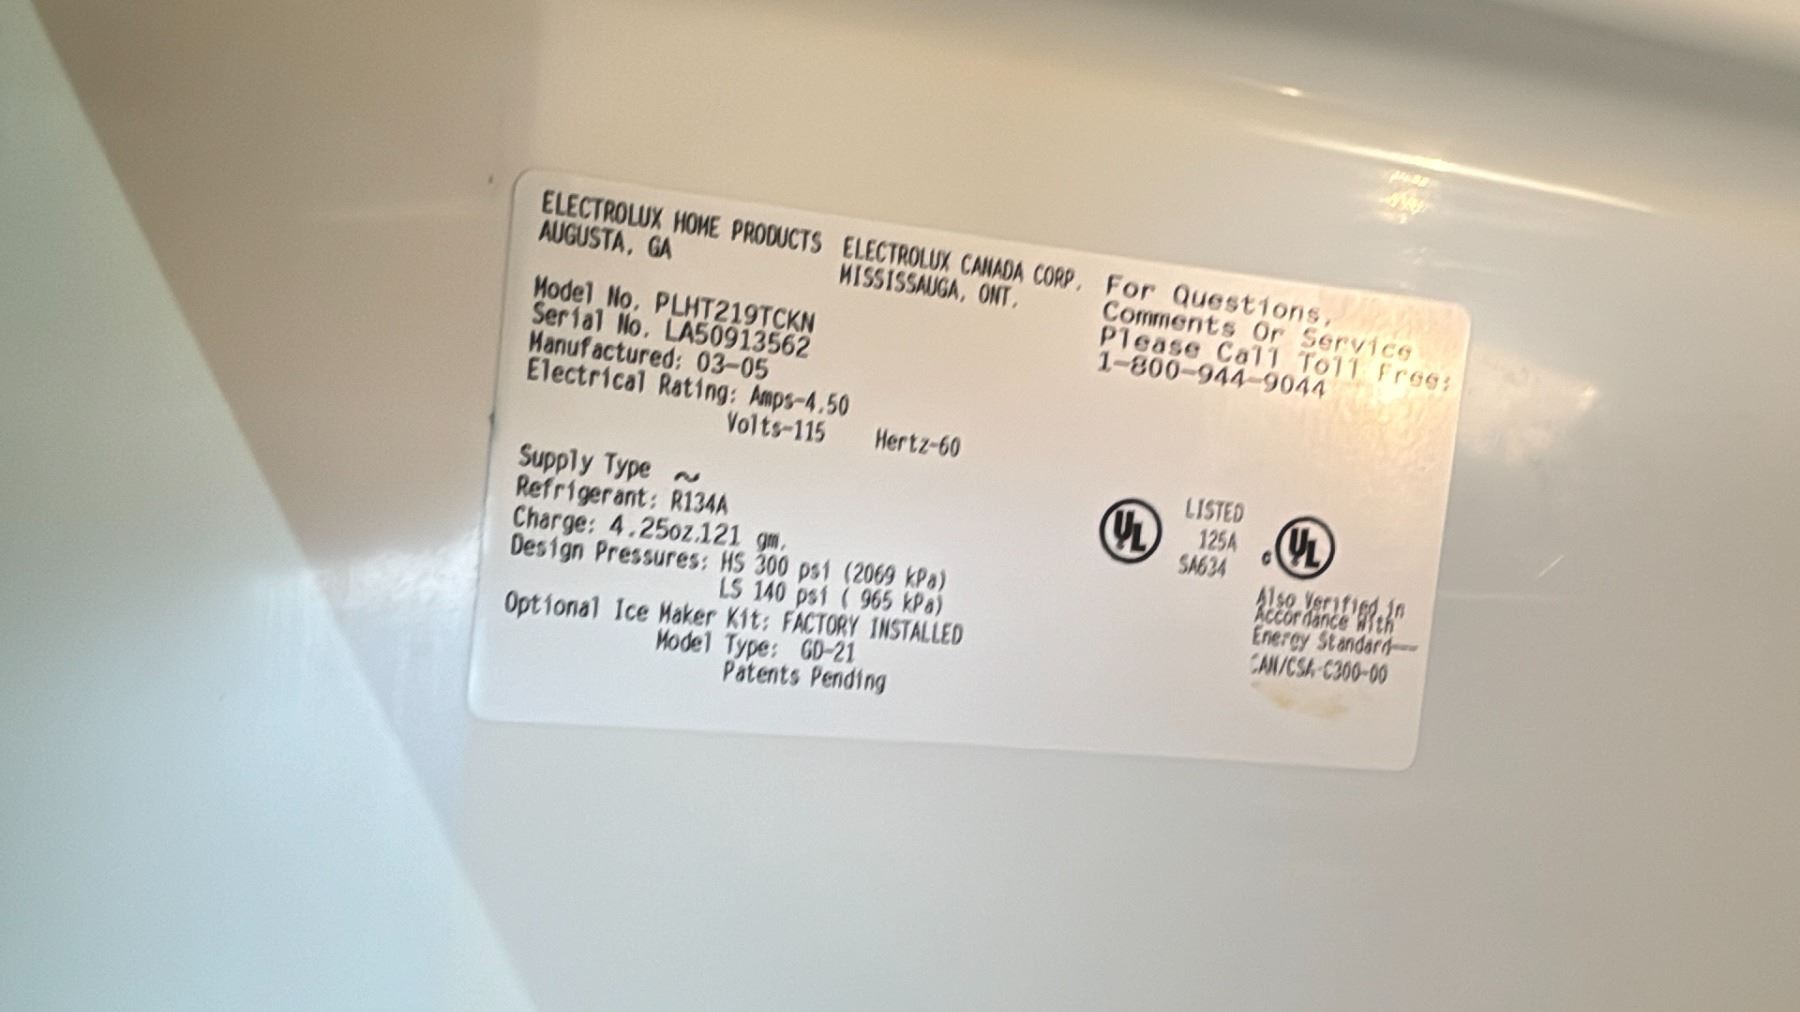 ELECTROLUX HOME PRODUCTS
AUGUSTA, GA
ELECTROLUX CANADA CORP.
MISSISSAUGA, ONT.
For Questions,
Comments Or Service
Please Call Toll Free:
1-800-944-9044
Model No. PLHT219TCKN
Serial No. LA50913562
Manufactured: 03-05
Electrical Rating: Amps-4.50
Volts-115 Hertz-60
Supply Type ~
Refrigerant: R134A
Charge: 4.25oz.121 gm.
Design Pressures: HS 300 psi (2069 kPa)
LS 140 psi ( 965 kPa)
Optional Ice Maker Kit: FACTORY INSTALLED
Model Type: GD-21
Patents Pending
UL
LISTED
125A
SA634
c UL
Also Verified in
Accordance With
Energy Standard
CAN/CSA-C300-00